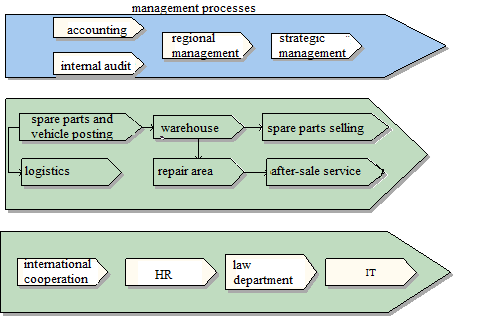 management processes
accounting
internal audit
regional
management
strategic
management
spare parts and
vehicle posting
warehouse
spare parts selling
logistics
repair area
after-sale service
international
cooperation
HR
law
department
IT